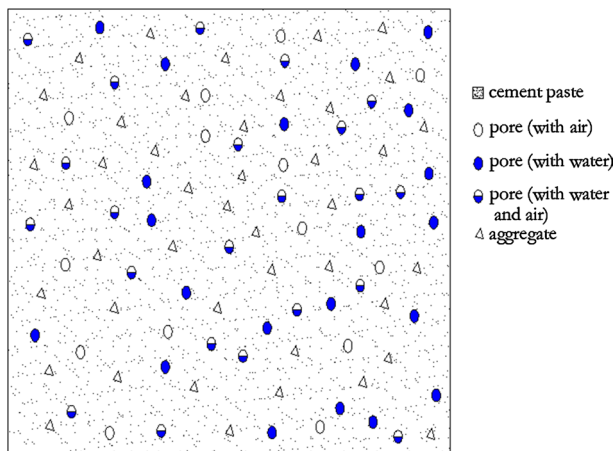 cement paste
pore (with air)
pore (with water)
pore (with water
and air)
aggregate